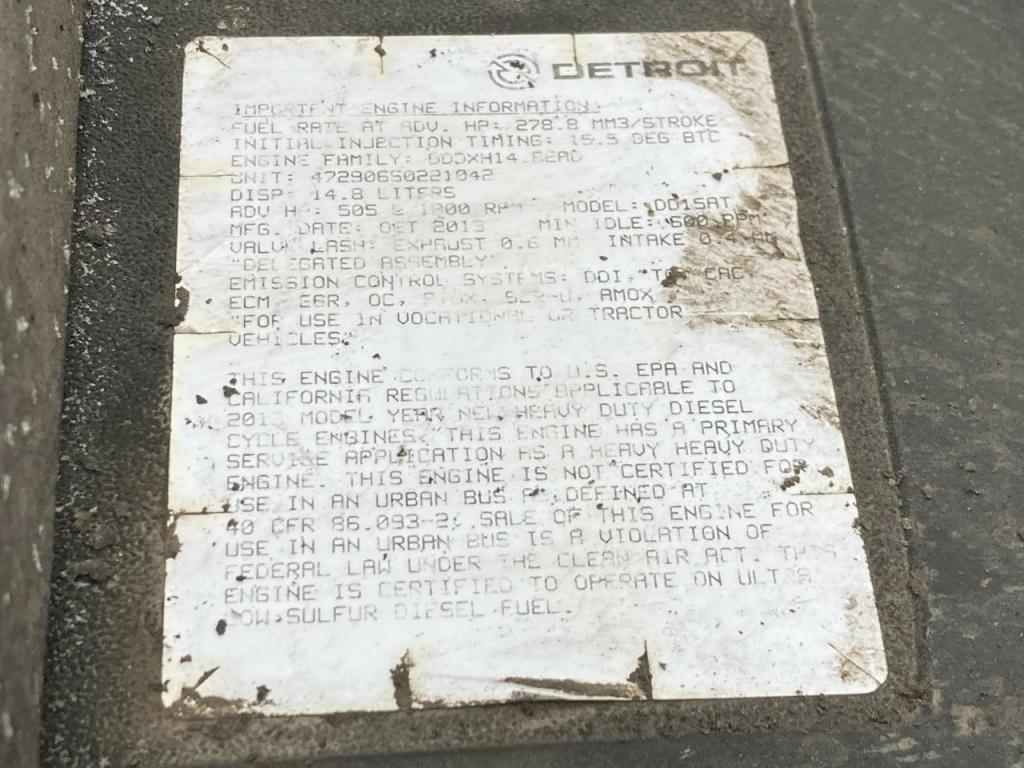 DETROIT
IMPORTANT ENGINE INFORMATION
FUEL RATE AT ADV. HP: 278.8 MM3/STROKE
INITIAL INJECTION TIMING: 15.5 DEG BTC
ENGINE FAMILY:
UNIT: 472906S0221042
DISP: 14.8 LITERS
ADV HP: 505 @ 1800 RPM MODEL: DD15AT
MFG. DATE: OCT 2013 MIN IDLE: 600 RPM
VALVE LASH: EXHAUST 0.6 MM INTAKE 0.4 MM
"DELEGATED ASSEMBLY"
EMISSION CONTROL SYSTEMS: DDI, TC, CAC,
ECM, EGR, OC, SCR-U, AMOX
"FOR USE IN VOCATIONAL OR TRACTOR
VEHICLES."
THIS ENGINE CONFORMS TO U.S. EPA AND
CALIFORNIA REGULATIONS APPLICABLE TO
2013 MODEL YEAR NEW HEAVY DUTY DIESEL
CYCLE ENGINES. THIS ENGINE HAS A PRIMARY
SERVICE APPLICATION AS A HEAVY HEAVY DUTY
ENGINE. THIS ENGINE IS NOT CERTIFIED FOR
USE IN AN URBAN BUS AS DEFINED AT
40 CFR 86.093-2. SALE OF THIS ENGINE FOR
USE IN AN URBAN BUS IS A VIOLATION OF
FEDERAL LAW UNDER THE CLEAN AIR ACT. THIS
ENGINE IS CERTIFIED TO OPERATE ON ULTRA
LOW SULFUR DIESEL FUEL.